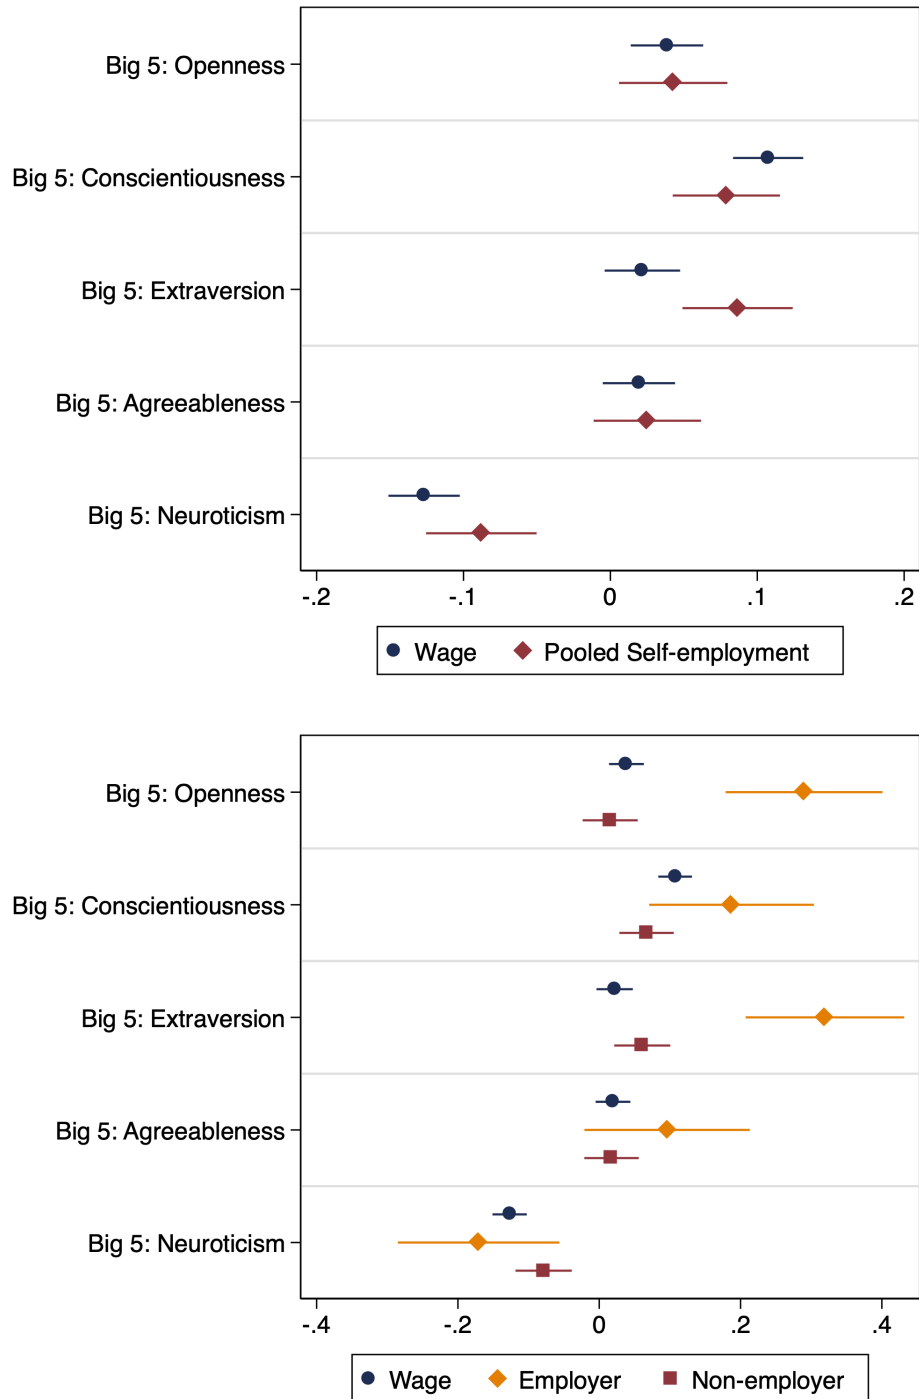 Big 5: Openness
Big 5: Conscientiousness
Big 5: Extraversion
Big 5: Agreeableness
Big 5: Neuroticism
-.2 -.1 0 .1 .2
Wage Pooled Self-employment
Big 5: Openness
Big 5: Conscientiousness
Big 5: Extraversion
Big 5: Agreeableness
Big 5: Neuroticism
-.4 -.2 0 .2 .4
Wage Employer Non-employer